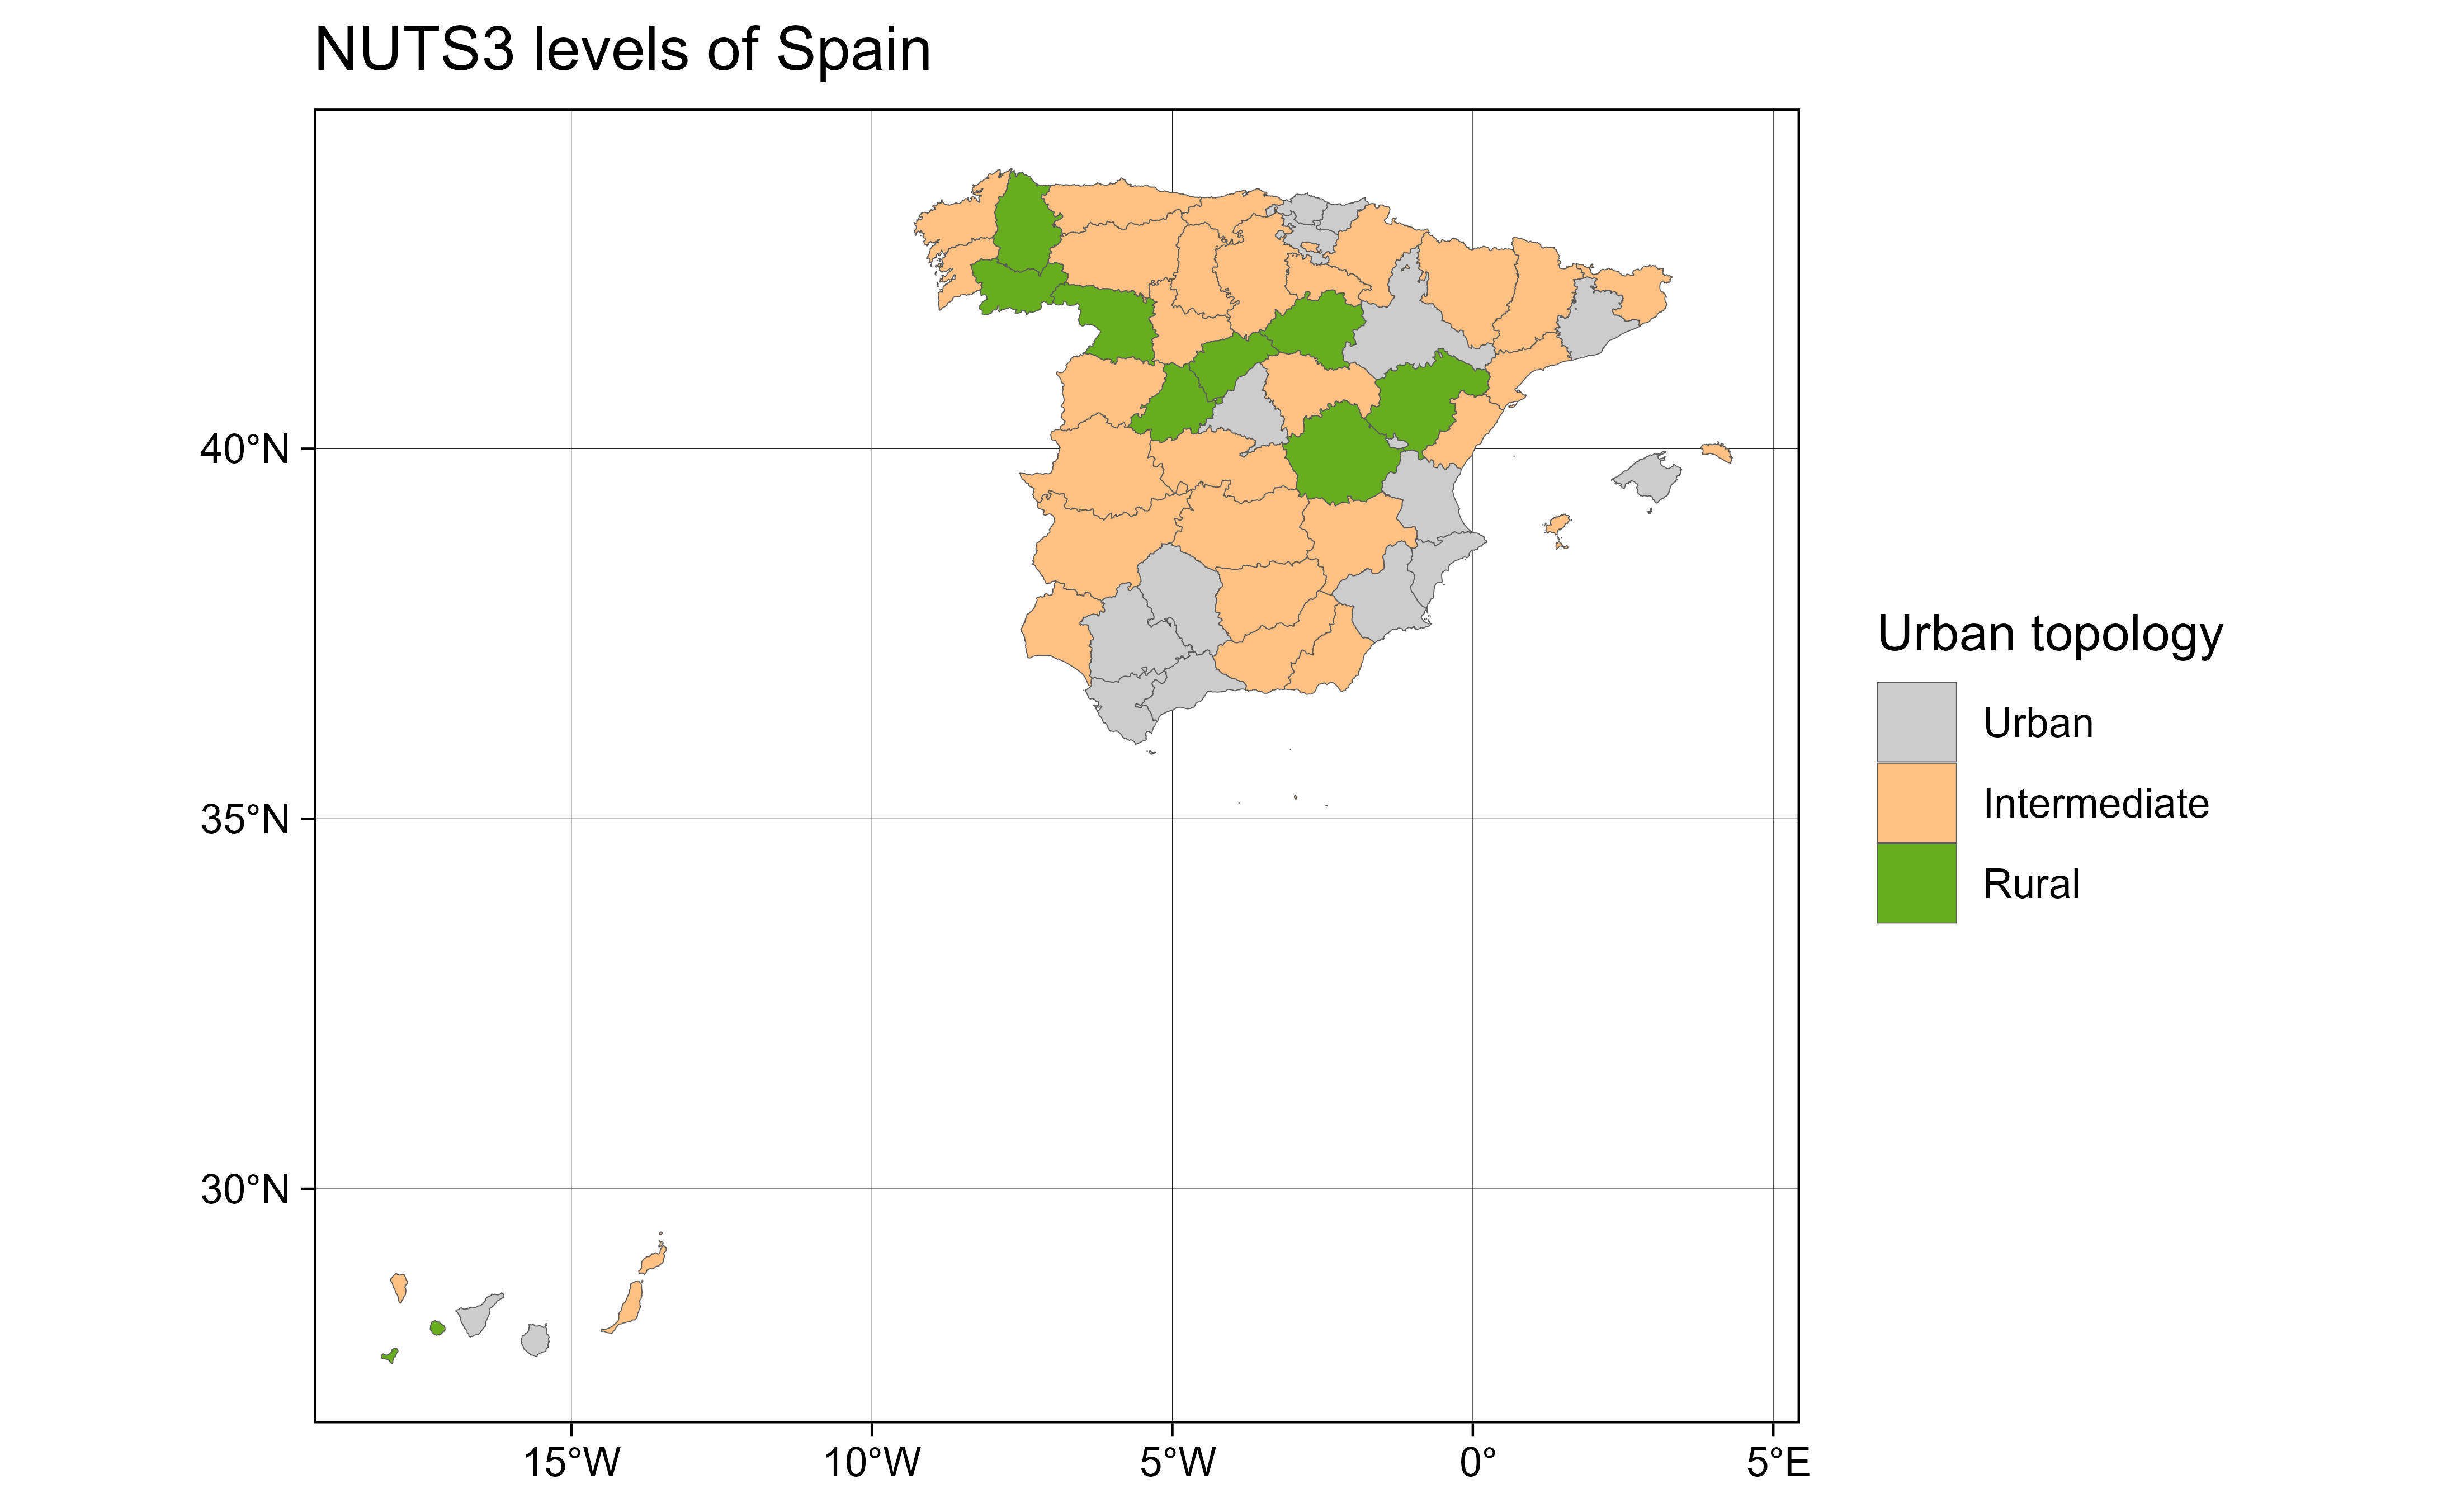 NUTS3 levels of Spain
40°N
35°N
30°N
15°W
10°W
5°W
0°
5°E
Urban topology
Urban
Intermediate
Rural